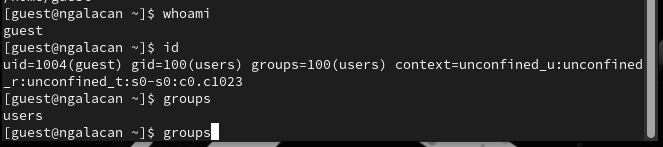 [guest@ngalacan ~]$ whoami
guest
[guest@ngalacan ~]$ id
uid=1004(guest) gid=100(users) groups=100(users) context=unconfined_u:unconfined
_r:unconfined_t:s0-s0:c0.c1023
[guest@ngalacan ~]$ groups
users
[guest@ngalacan ~]$ groups